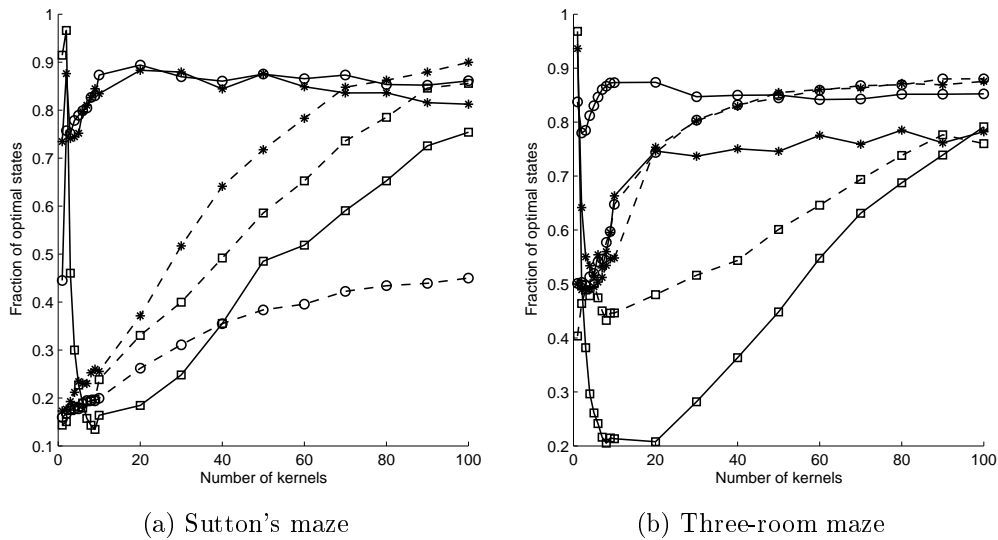 1
0.9
0.8
0.7
0.6
0.5
0.4
0.3
0.2
0.1
Fraction of optimal states
0 20 40 60 80 100
Number of kernels
(a) Sutton's maze
1
0.9
0.8
0.7
0.6
0.5
0.4
0.3
0.2
Fraction of optimal states
0 20 40 60 80 100
Number of kernels
(b) Three-room maze